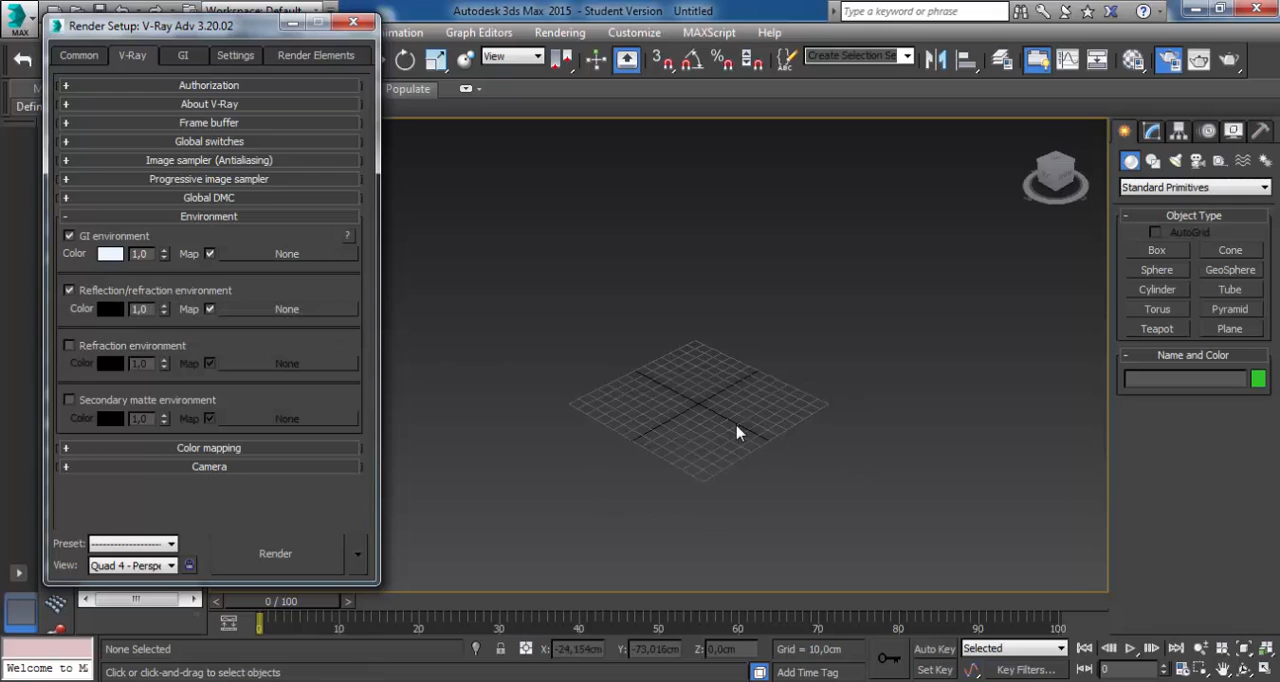 MAX
Workspace: Default
Autodesk 3ds Max 2015 - Student Version Untitled
Type a keyword or phrase
Render Setup: V-Ray Adv 3.20.02
Graph Editors Rendering Customize MAXScript Help
Common V-Ray GI Settings Render Elements
View
Create Selection Se
Populate
Authorization
About V-Ray
Frame buffer
Global switches
Image sampler (Antialiasing)
Progressive image sampler
Global DMC
Environment
GI environment ?
Color 1,0 Map None
Reflection/refraction environment
Color 1,0 Map None
Refraction environment
Color 1,0 Map None
Secondary matte environment
Color 1,0 Map None
Color mapping
Camera
Preset: --------------------
View: Quad 4 - Perspe
Render
Standard Primitives
Object Type
AutoGrid
Box Cone
Sphere GeoSphere
Cylinder Tube
Torus Pyramid
Teapot Plane
Name and Color
0 / 100
0 10 20 30 40 50 60 70 80 90 100
None Selected X: -24,154cm Y: -73,016cm Z: 0,0cm Grid = 10,0cm Auto Key Selected
Welcome to M Click or click-and-drag to select objects Add Time Tag Set Key Key Filters... 0